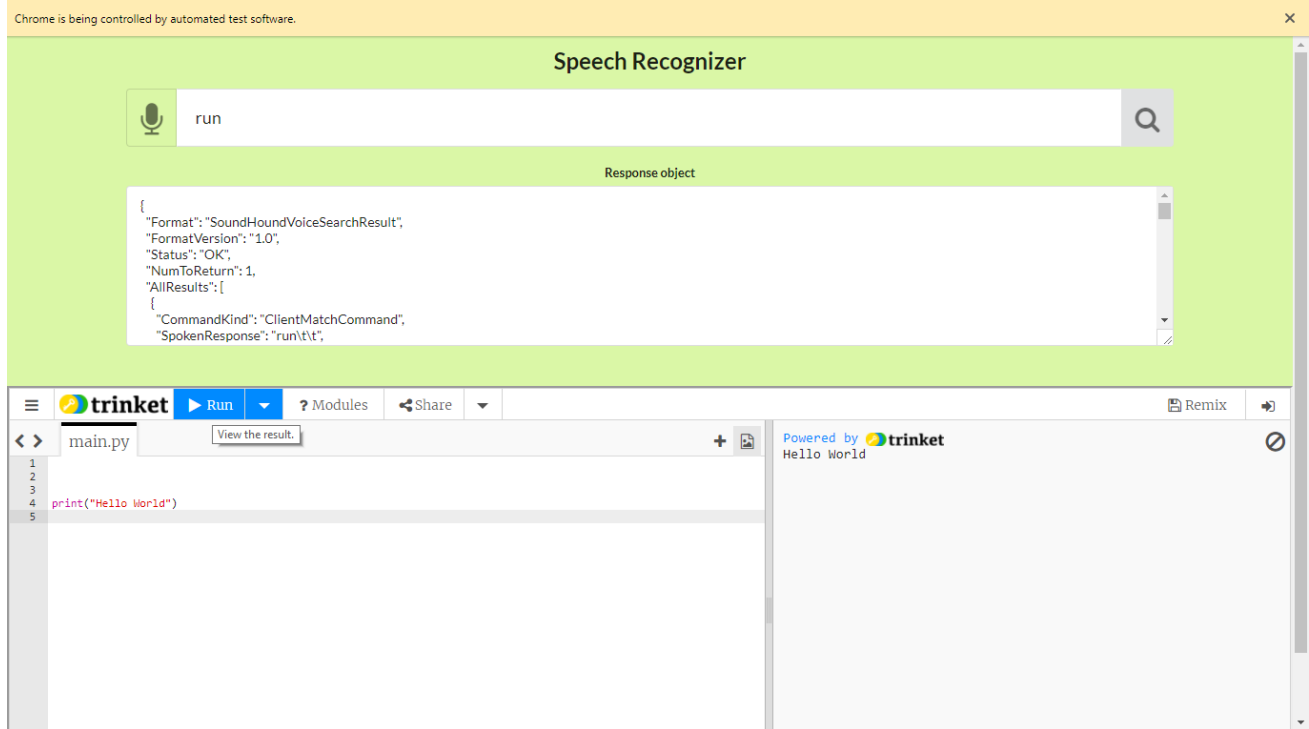 Chrome is being controlled by automated test software.
Speech Recognizer
run
Response object
{
"Format": "SoundHoundVoiceSearchResult",
"FormatVersion": "1.0",
"Status": "OK",
"NumToReturn": 1,
"AllResults": [
{
"CommandKind": "ClientMatchCommand",
"SpokenResponse": "run\t\t",
trinket Run ? Modules Share Remix
main.py
View the result.
1
2
3
4 print("Hello World")
5
Powered by trinket
Hello World